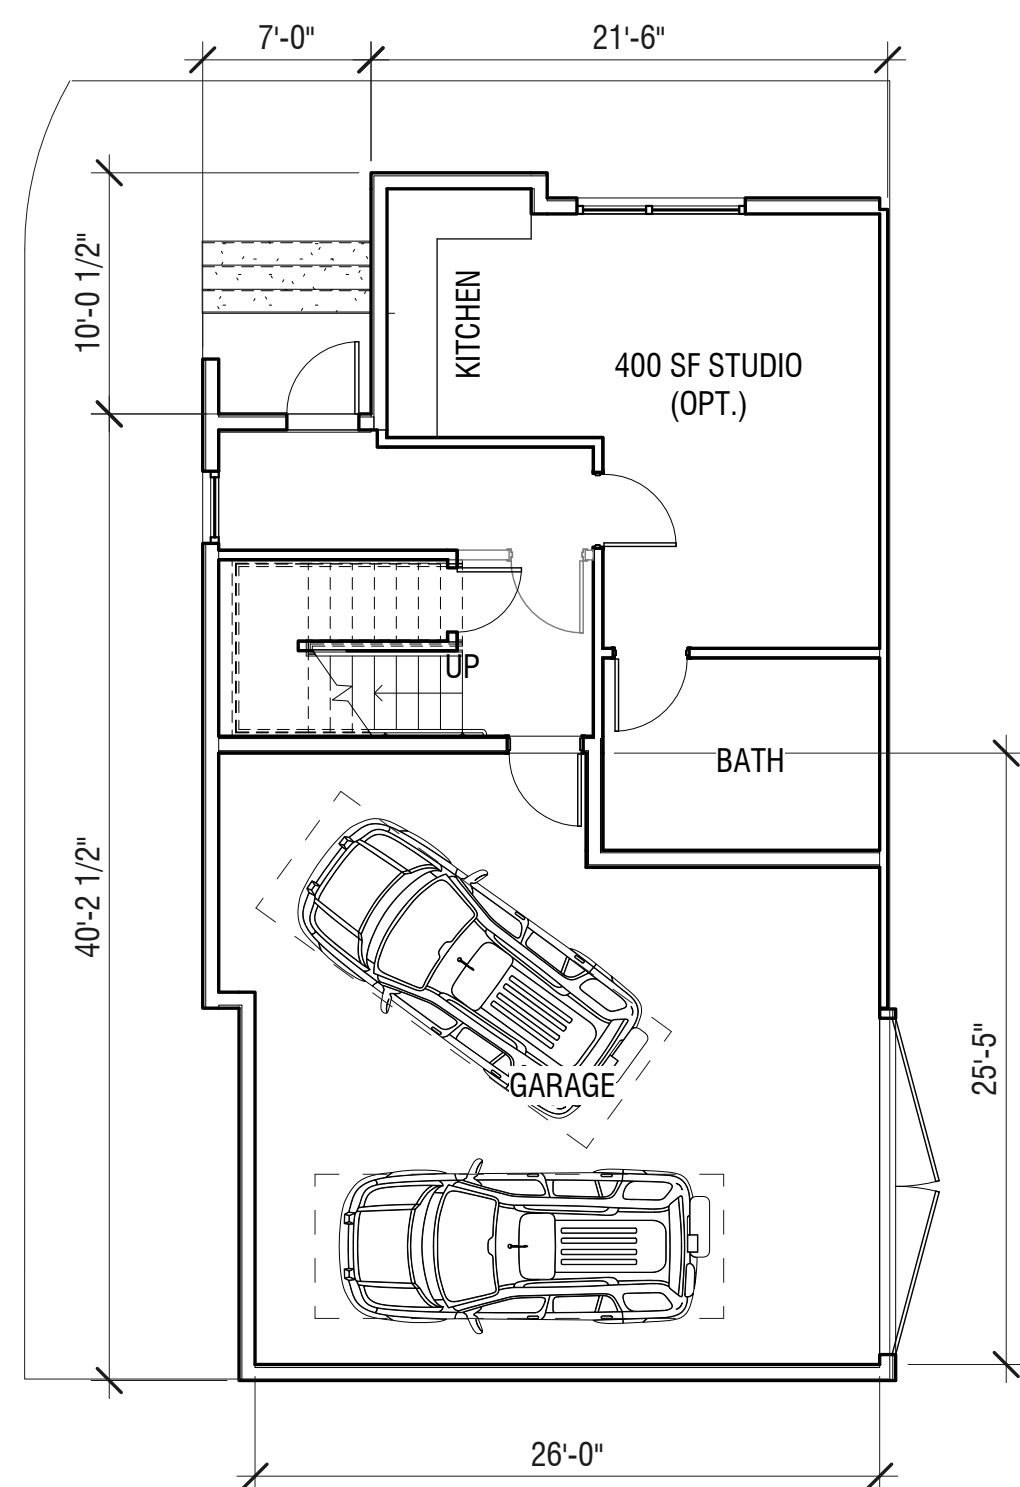 7'-0"
21'-6"
10'-0 1/2"
KITCHEN
400 SF STUDIO
(OPT.)
UP
BATH
40'-2 1/2"
25'-5"
GARAGE
26'-0"